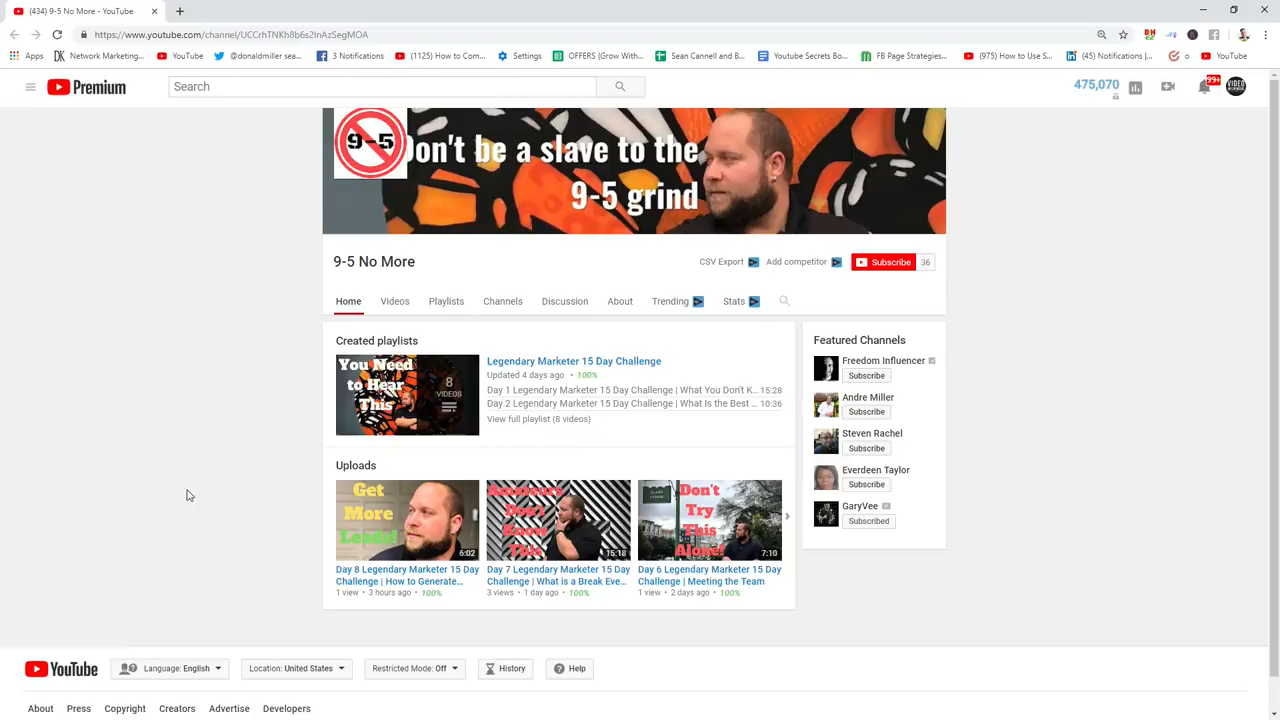 (434) 9-5 No More - YouTube
https://www.youtube.com/channel/UCCrhTNKh8b6s2InAzSegMOA
Apps
Network Marketing...
YouTube
@donaldmiller sea...
3 Notifications
(1125) How to Com...
Settings
OFFERS (Grow With...
Sean Cannell and B...
Youtube Secrets Bo...
FB Page Strategies...
(975) How to Use S...
(45) Notifications |...
o
YouTube
Premium
Search
475,070
99+
9-5
Don't be a slave to the
9-5 grind
9-5 No More
CSV Export
Add competitor
Subscribe 36
Home Videos Playlists Channels Discussion About Trending Stats
Created playlists
You Need
to Hear
This
8
VIDEOS
Legendary Marketer 15 Day Challenge
Updated 4 days ago • 100%
Day 1 Legendary Marketer 15 Day Challenge | What You Don't K... 15:28
Day 2 Legendary Marketer 15 Day Challenge | What Is the Best ... 10:36
View full playlist (8 videos)
Uploads
Get
More
Leads!
6:02
Day 8 Legendary Marketer 15 Day
Challenge | How to Generate...
1 view • 3 hours ago • 100%
Amateurs
Don't
Know
This
15:18
Day 7 Legendary Marketer 15 Day
Challenge | What is a Break Eve...
3 views • 1 day ago • 100%
Don't
Try
This
Alone!
7:10
Day 6 Legendary Marketer 15 Day
Challenge | Meeting the Team
1 view • 2 days ago • 100%
Featured Channels
Freedom Influencer
Subscribe
Andre Miller
Subscribe
Steven Rachel
Subscribe
Everdeen Taylor
Subscribe
GaryVee
Subscribed
YouTube
Language: English
Location: United States
Restricted Mode: Off
History
Help
About Press Copyright Creators Advertise Developers